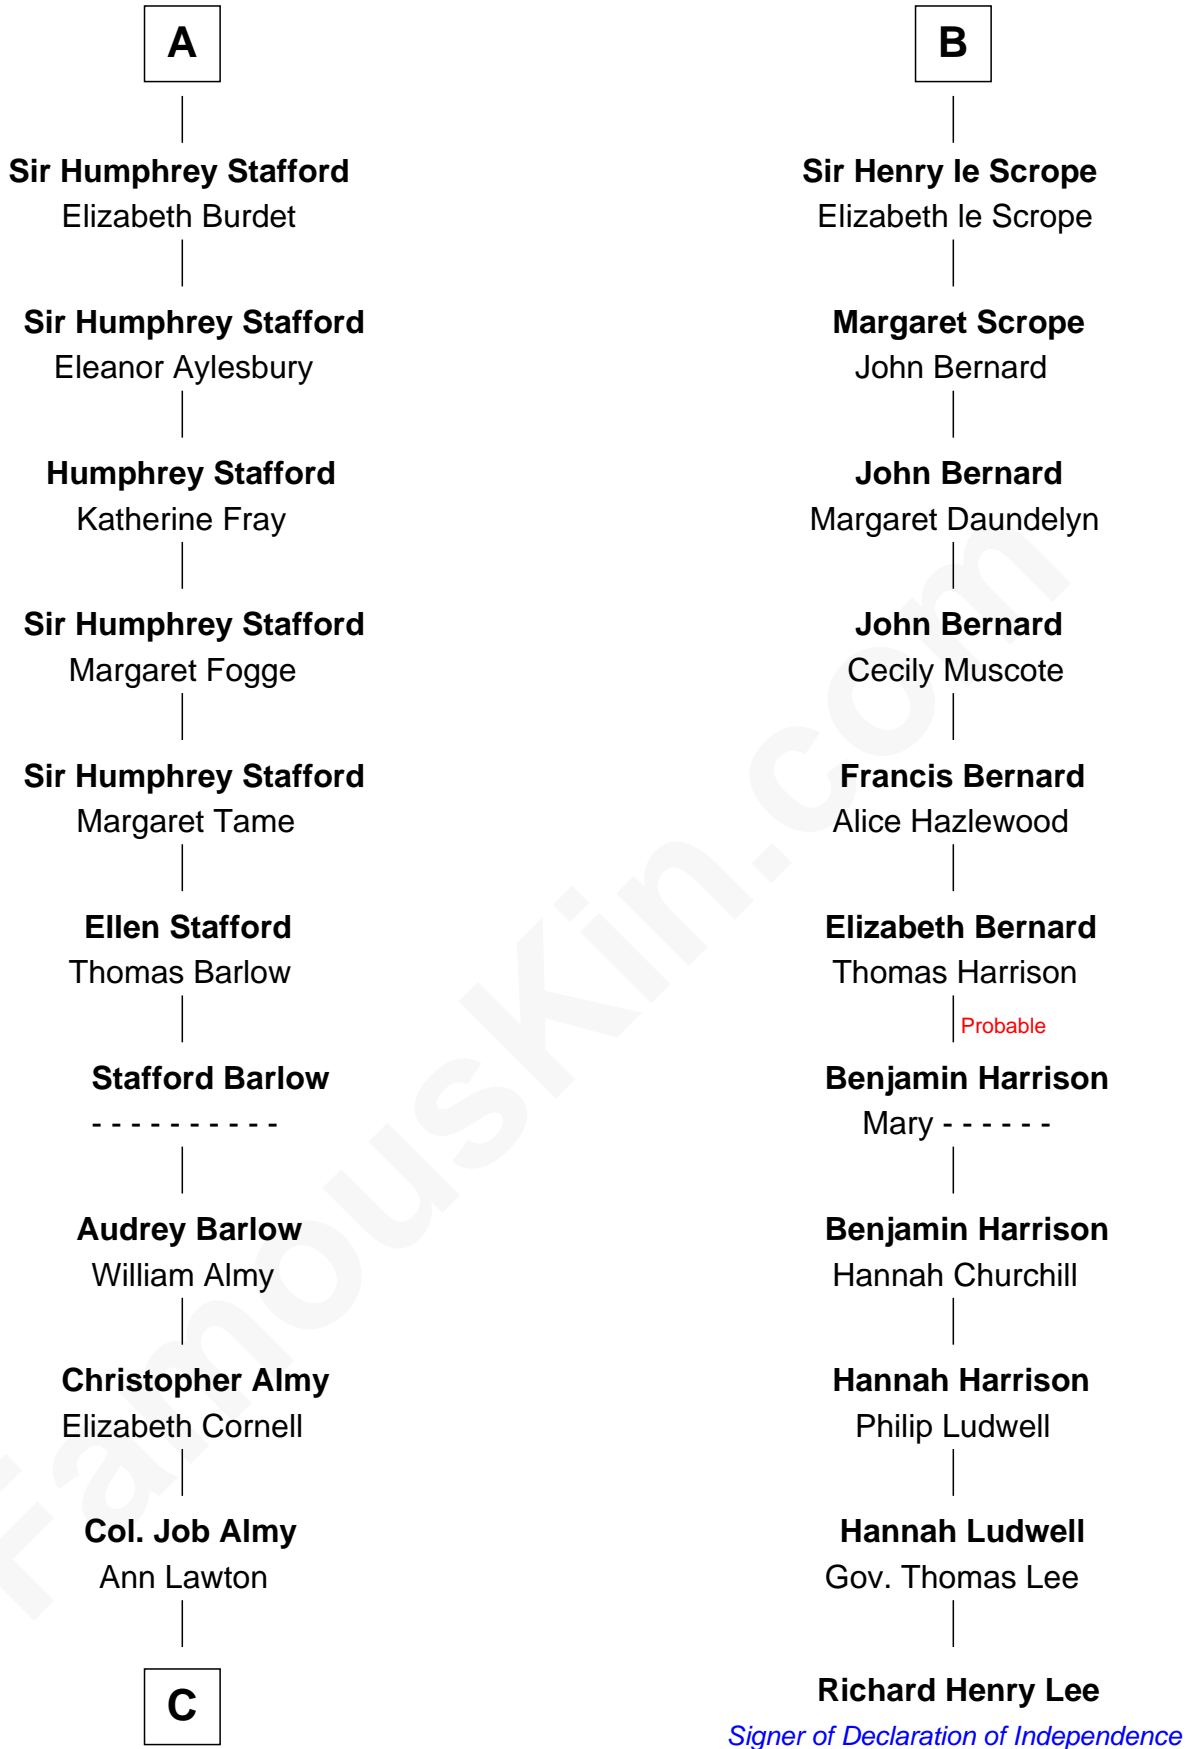 A
Sir Humphrey Stafford
Elizabeth Burdet
Sir Humphrey Stafford
Eleanor Aylesbury
Humphrey Stafford
Katherine Fray
Sir Humphrey Stafford
Margaret Fogge
Sir Humphrey Stafford
Margaret Tame
Ellen Stafford
Thomas Barlow
Stafford Barlow
- - - - - - - - - -
Audrey Barlow
William Almy
Christopher Almy
Elizabeth Cornell
Col. Job Almy
Ann Lawton
C
B
Sir Henry le Scrope
Elizabeth le Scrope
Margaret Scrope
John Bernard
John Bernard
Margaret Daundelyn
John Bernard
Cecily Muscote
Francis Bernard
Alice Hazlewood
Elizabeth Bernard
Thomas Harrison
Probable
Benjamin Harrison
Mary - - - - - -
Benjamin Harrison
Hannah Churchill
Hannah Harrison
Philip Ludwell
Hannah Ludwell
Gov. Thomas Lee
Richard Henry Lee
Signer of Declaration of Independence
FamousKin.com